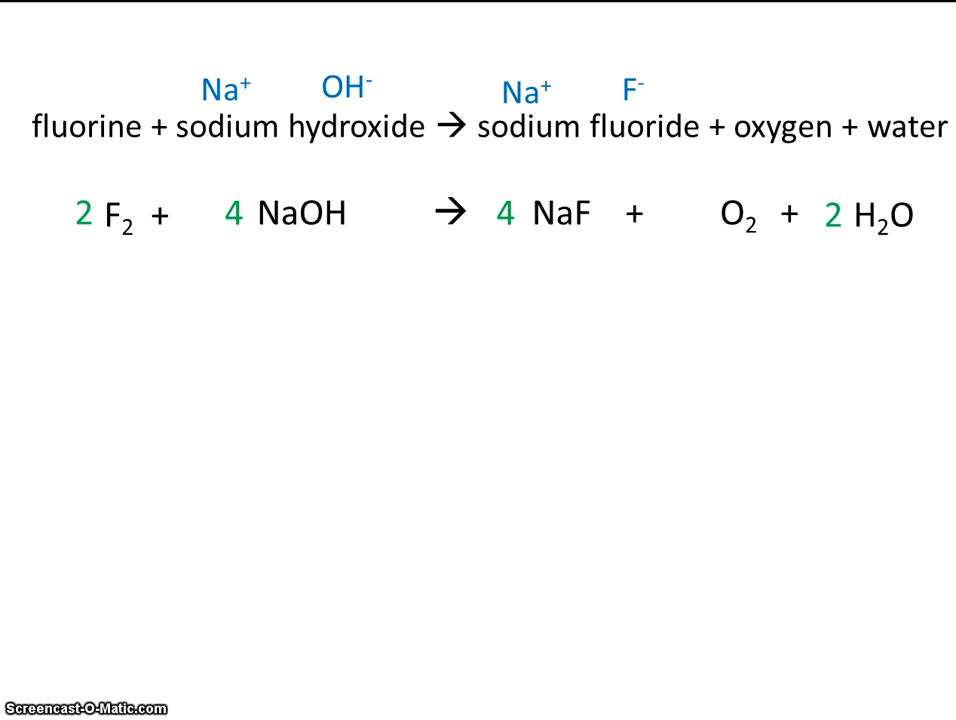 Na⁺ OH⁻ Na⁺ F⁻
fluorine + sodium hydroxide → sodium fluoride + oxygen + water
2 F₂ + 4 NaOH → 4 NaF + O₂ + 2 H₂O
Screencast-O-Matic.com